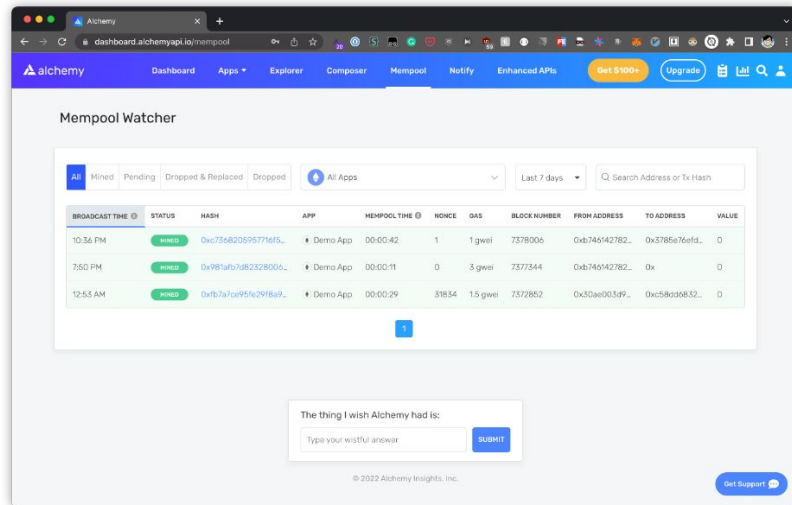 Alchemy
dashboard.alchemyapi.io/mempool
alchemy Dashboard Apps Explorer Composer Mempool Notify Enhanced APIs Get $100+ Upgrade
Mempool Watcher
All Mined Pending Dropped & Replaced Dropped All Apps Last 7 days Search Address or Tx Hash
BROADCAST TIME STATUS HASH APP MEMPOOL TIME NONCE GAS BLOCK NUMBER FROM ADDRESS TO ADDRESS VALUE
10:36 PM MINED 0xc7368205957716f5... Demo App 00:00:42 1 1 gwei 7378006 0xb746142782... 0x3785e76efd... 0
7:50 PM MINED 0x981afb7d82328006... Demo App 00:00:11 0 3 gwei 7377344 0xb746142782... 0x 0
12:53 AM MINED 0xfb7a7ce95fe29f8a9... Demo App 00:00:29 31834 1.5 gwei 7372852 0x30ae003d9... 0xc58dd6832... 0
1
The thing I wish Alchemy had is:
Type your wistful answer SUBMIT
© 2022 Alchemy Insights, Inc.
Get Support